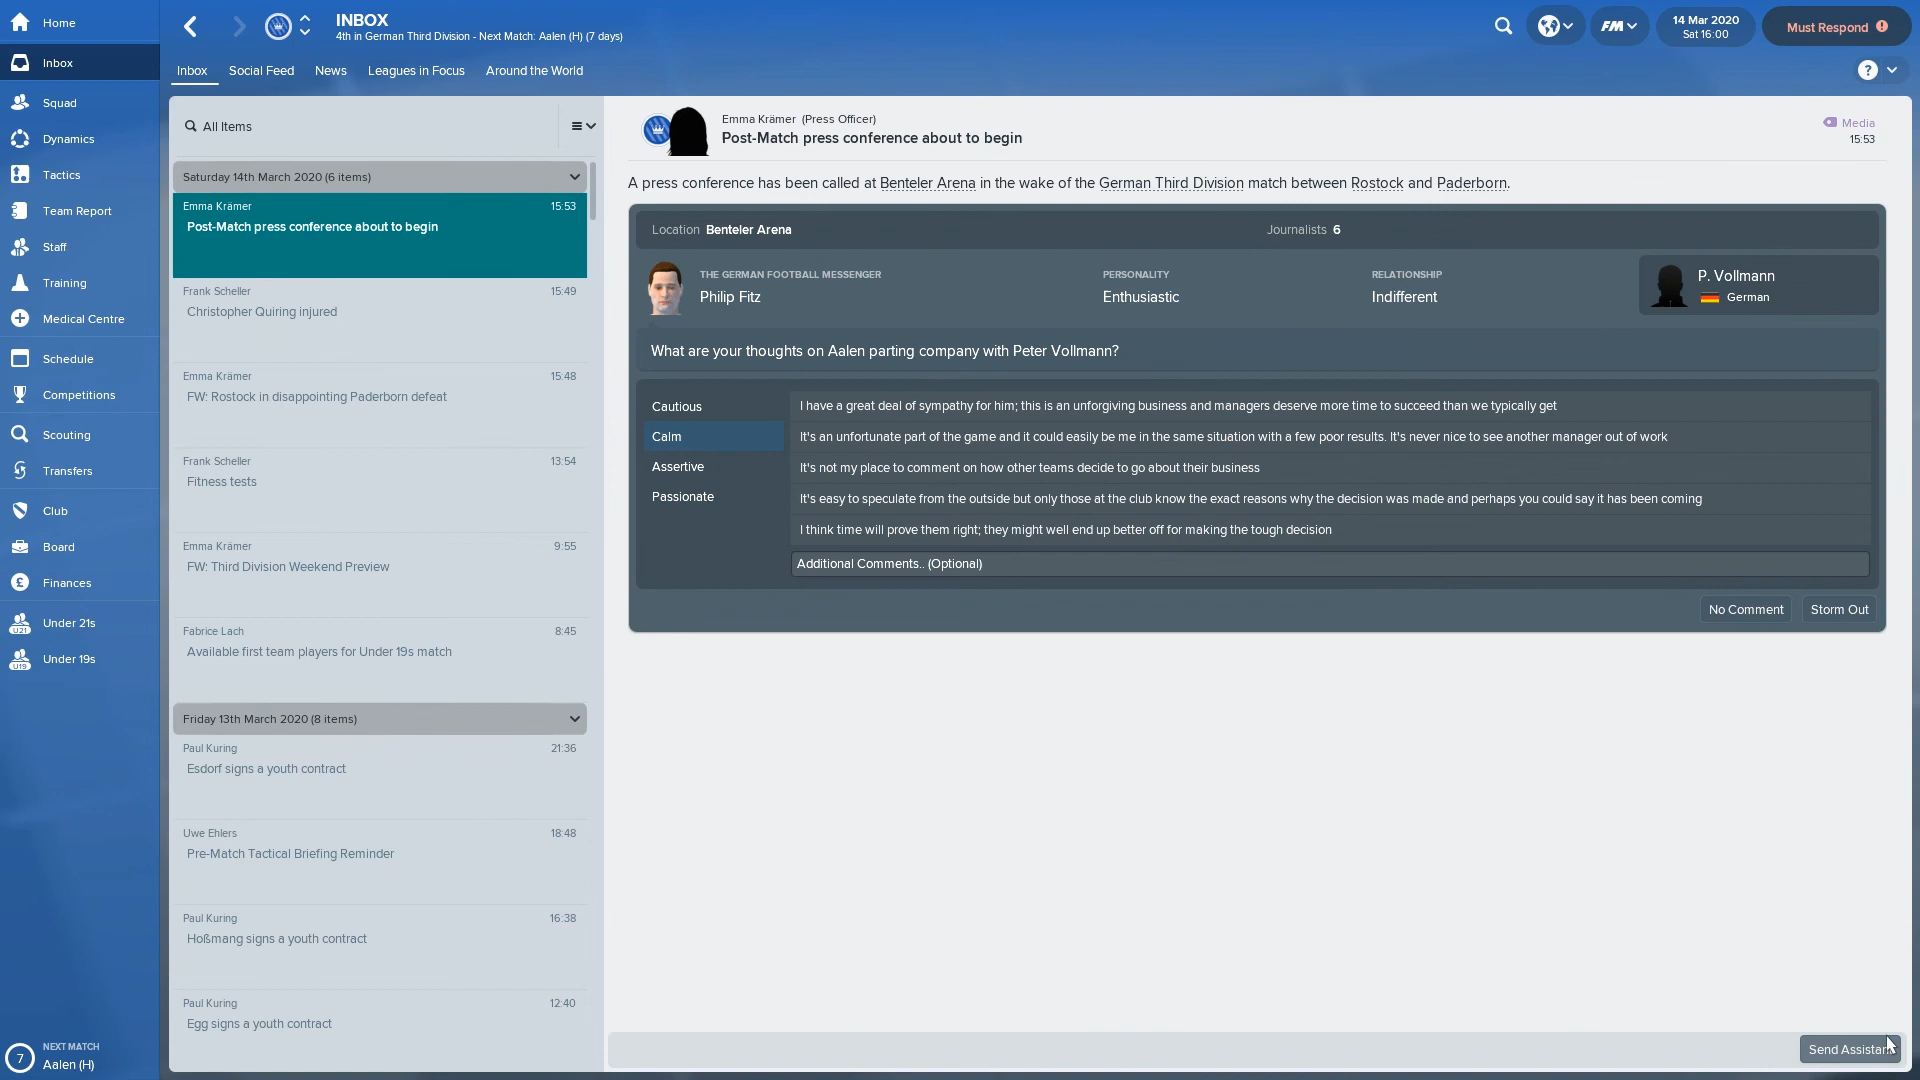 Home
Inbox
Squad
Dynamics
Tactics
Team Report
Staff
Training
Medical Centre
Schedule
Competitions
Scouting
Transfers
Club
Board
Finances
U21
Under 21s
U19
Under 19s
7
NEXT MATCH
Aalen (H)
INBOX
4th in German Third Division - Next Match: Aalen (H) (7 days)
FM
14 Mar 2020
Sat 16:00
Must Respond
Inbox
Social Feed
News
Leagues in Focus
Around the World
?
All Items
Saturday 14th March 2020 (6 items)
Emma Krämer 15:53
Post-Match press conference about to begin
Frank Scheller 15:49
Christopher Quiring injured
Emma Krämer 15:48
FW: Rostock in disappointing Paderborn defeat
Frank Scheller 13:54
Fitness tests
Emma Krämer 9:55
FW: Third Division Weekend Preview
Fabrice Lach 8:45
Available first team players for Under 19s match
Friday 13th March 2020 (8 items)
Paul Kuring 21:36
Esdorf signs a youth contract
Uwe Ehlers 18:48
Pre-Match Tactical Briefing Reminder
Paul Kuring 16:38
Hoßmang signs a youth contract
Paul Kuring 12:40
Egg signs a youth contract
Emma Krämer (Press Officer)
Post-Match press conference about to begin
Media
15:53
A press conference has been called at Benteler Arena in the wake of the German Third Division match between Rostock and Paderborn.
Location Benteler Arena
Journalists 6
THE GERMAN FOOTBALL MESSENGER
Philip Fitz
PERSONALITY
Enthusiastic
RELATIONSHIP
Indifferent
P. Vollmann
German
What are your thoughts on Aalen parting company with Peter Vollmann?
Cautious
Calm
Assertive
Passionate
I have a great deal of sympathy for him; this is an unforgiving business and managers deserve more time to succeed than we typically get
It's an unfortunate part of the game and it could easily be me in the same situation with a few poor results. It's never nice to see another manager out of work
It's not my place to comment on how other teams decide to go about their business
It's easy to speculate from the outside but only those at the club know the exact reasons why the decision was made and perhaps you could say it has been coming
I think time will prove them right; they might well end up better off for making the tough decision
Additional Comments.. (Optional)
No Comment
Storm Out
Send Assistant